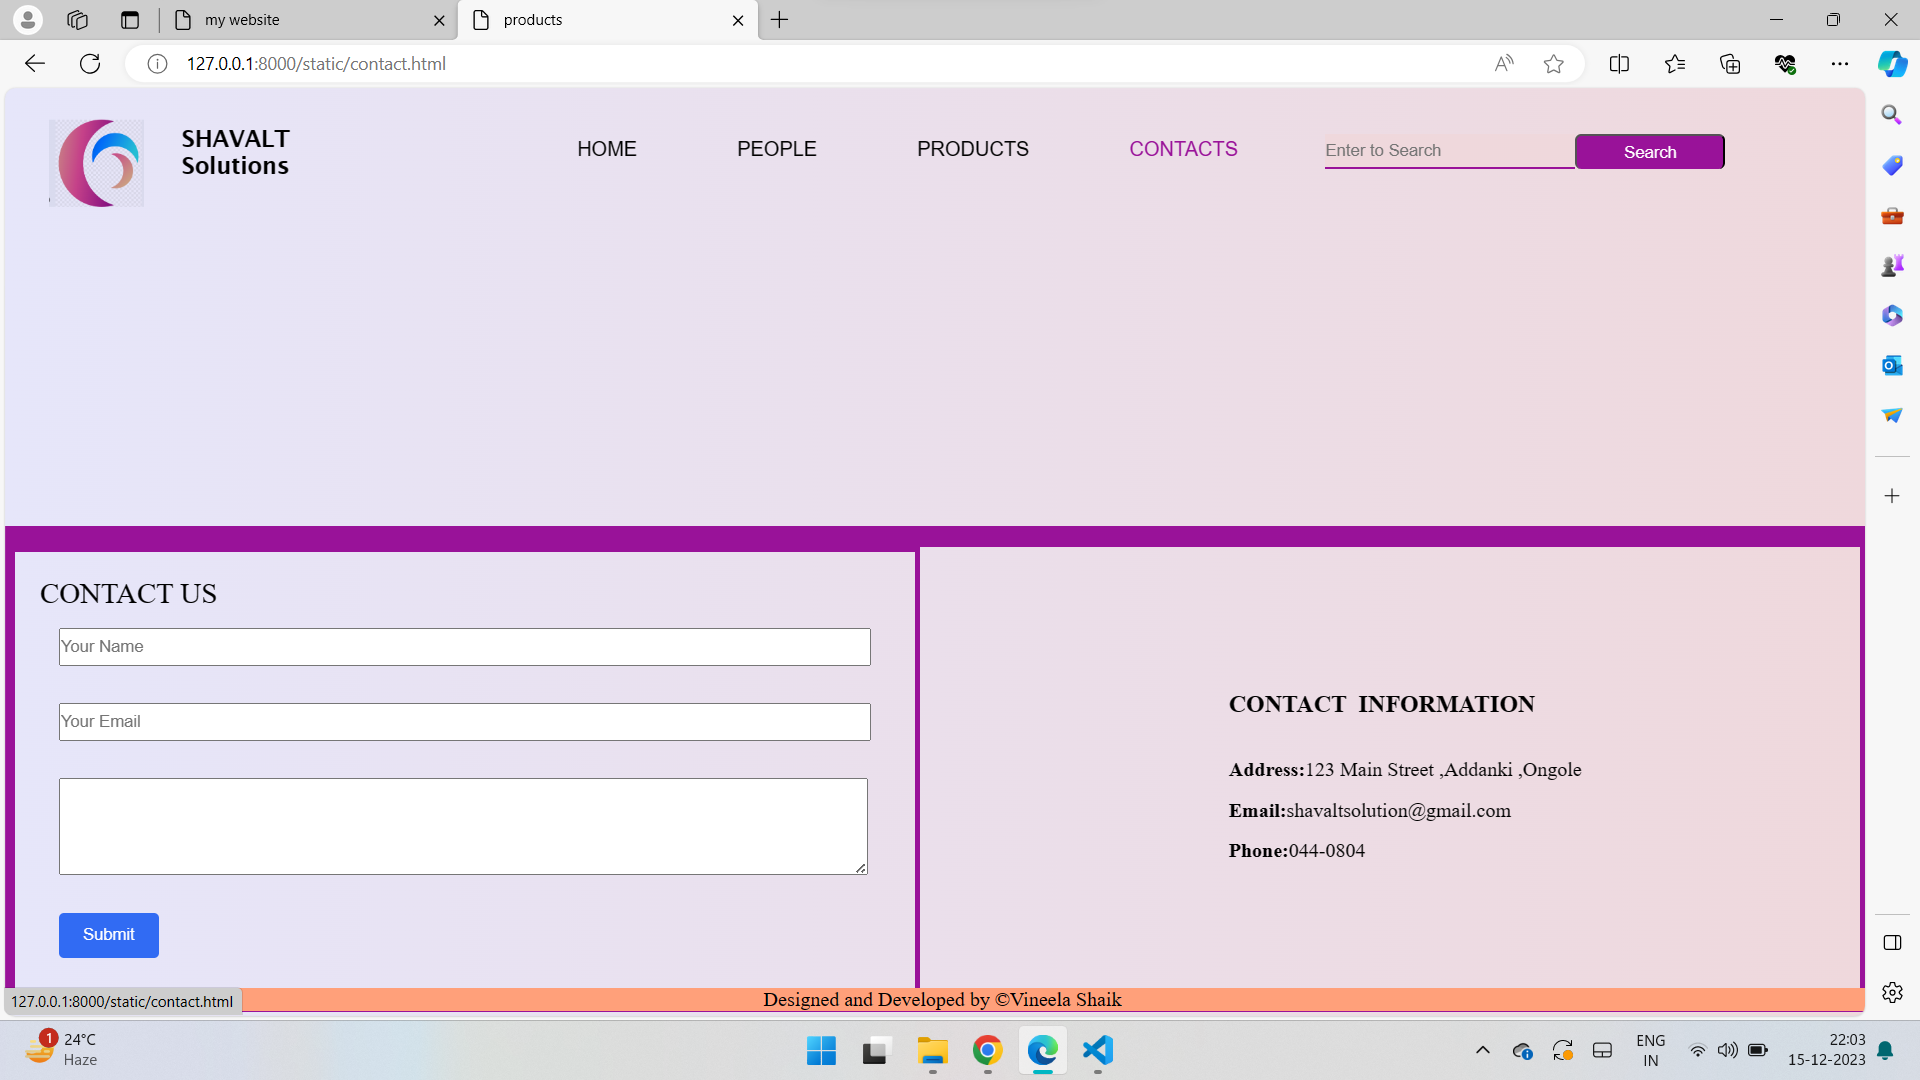 my website
products
127.0.0.1:8000/static/contact.html
SHAVALT
Solutions
HOME PEOPLE PRODUCTS CONTACTS Enter to Search Search
CONTACT US
Your Name
Your Email
Submit
CONTACT INFORMATION
Address:123 Main Street ,Addanki ,Ongole
Email:shavaltsolution@gmail.com
Phone:044-0804
127.0.0.1:8000/static/contact.html
Designed and Developed by ©Vineela Shaik
1
24°C
Haze
ENG
IN
22:03
15-12-2023